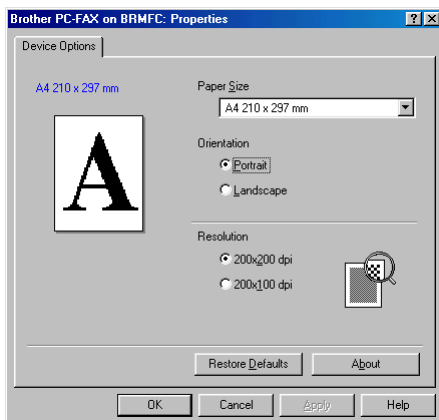 Brother PC-FAX on BRMFC: Properties
Device Options
A4 210 x 297 mm
A
Paper Size
A4 210 x 297 mm
Orientation
Portrait
Landscape
Resolution
200x200 dpi
200x100 dpi
Restore Defaults
About
OK
Cancel
Apply
Help